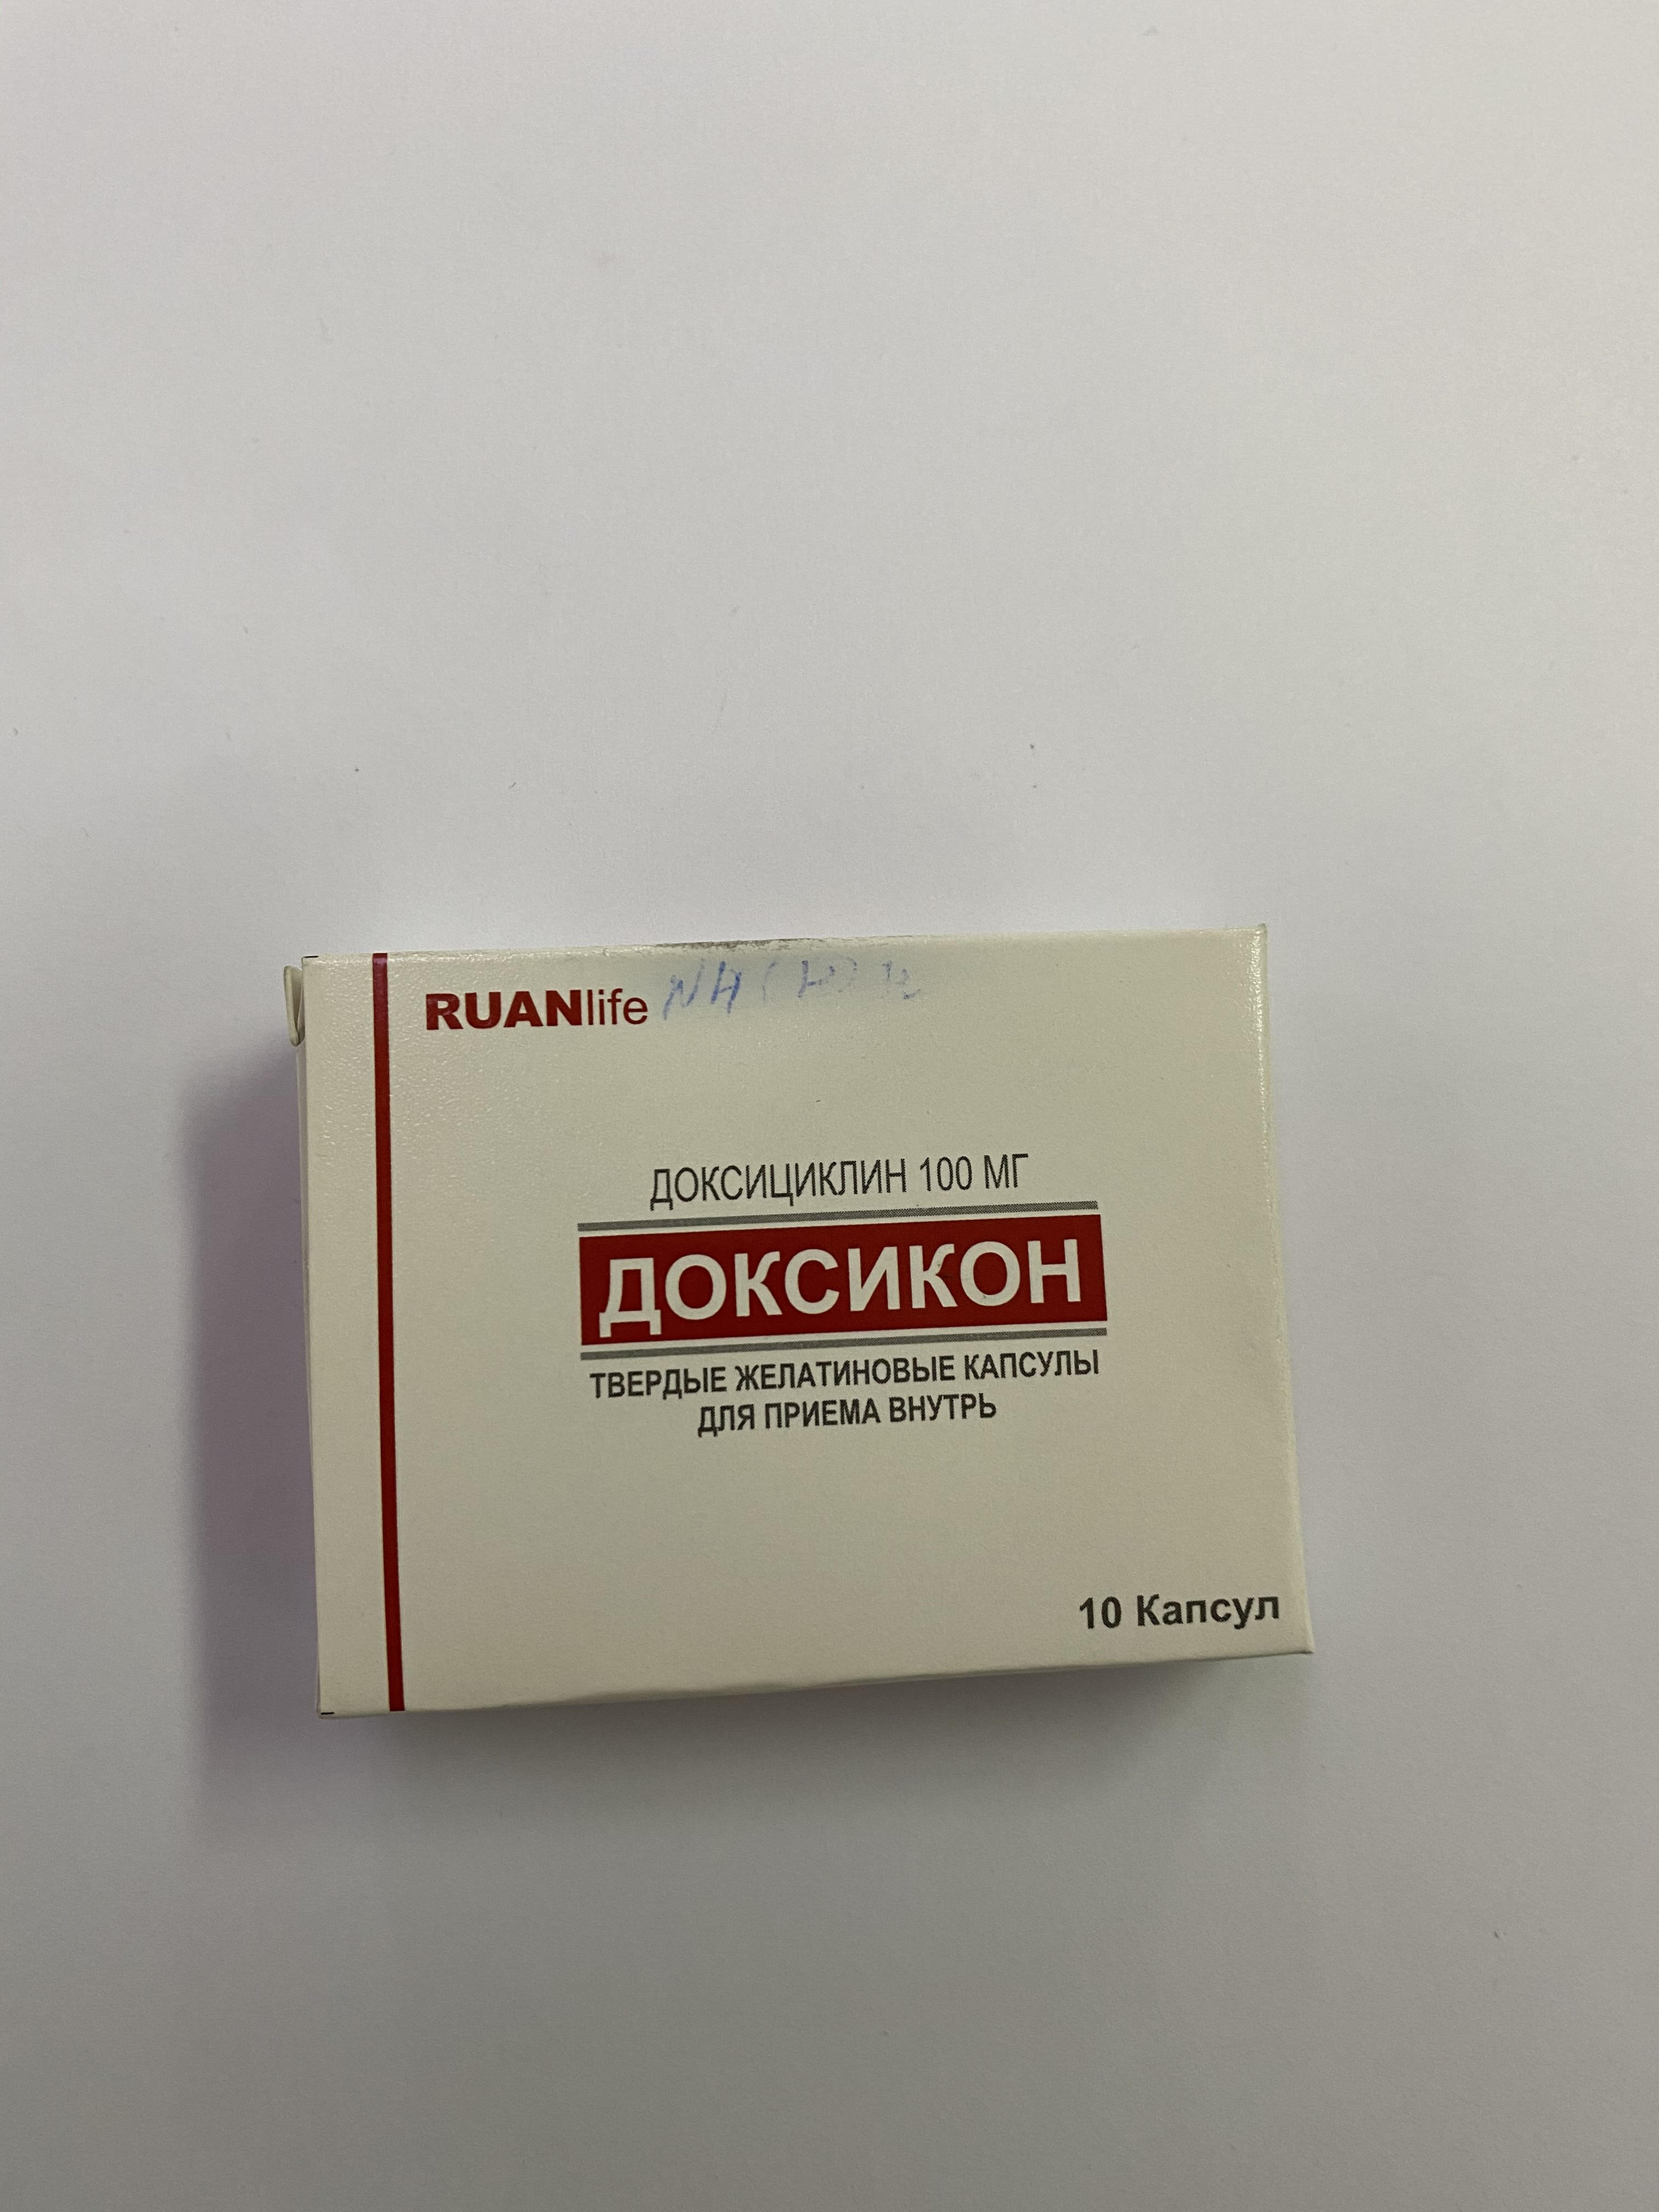 RUANlife
ДОКСИЦИКЛИН 100 МГ
ДОКСИКОН
ТВЕРДЫЕ ЖЕЛАТИНОВЫЕ КАПСУЛЫ
ДЛЯ ПРИЕМА ВНУТРЬ
10 Капсул